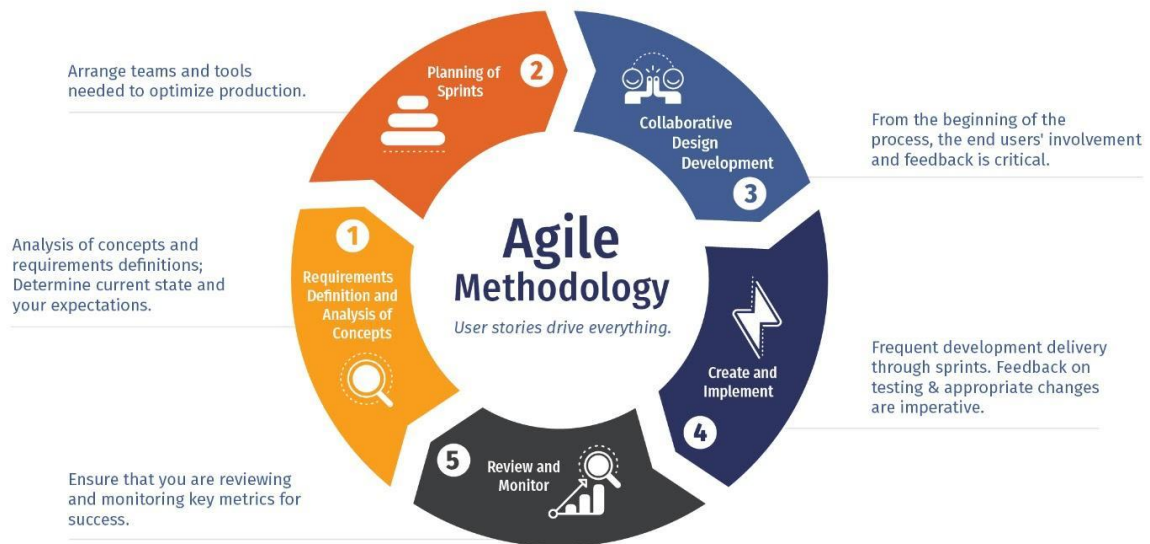 Agile
Methodology
User stories drive everything.
1
Requirements
Definition and
Analysis of
Concepts
Analysis of concepts and
requirements definitions;
Determine current state and
your expectations.
Planning of
Sprints
2
Arrange teams and tools
needed to optimize production.
Collaborative
Design
Development
3
From the beginning of the
process, the end users' involvement
and feedback is critical.
Create and
Implement
4
Frequent development delivery
through sprints. Feedback on
testing & appropriate changes
are imperative.
5
Review and
Monitor
Ensure that you are reviewing
and monitoring key metrics for
success.